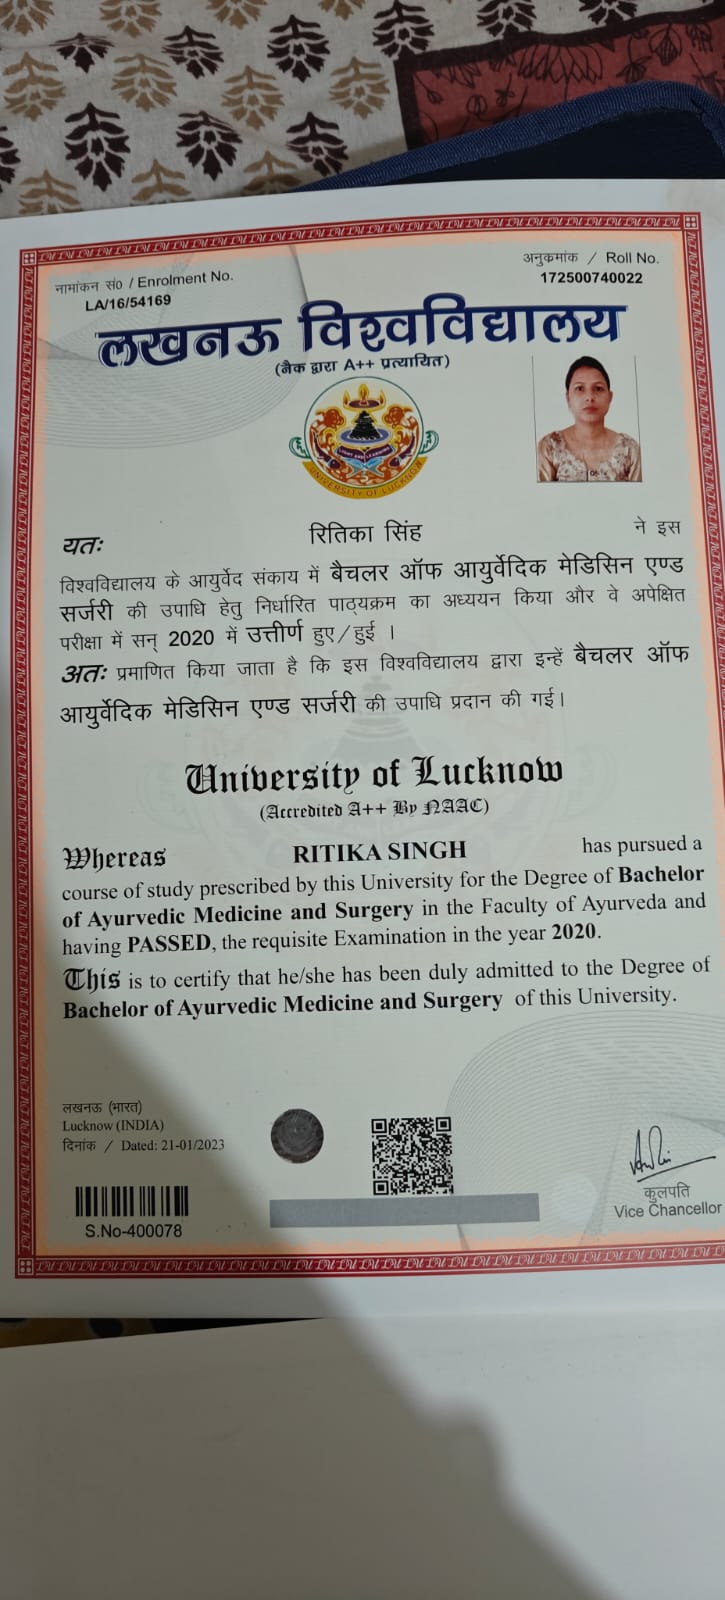 नामांकन सं० / Enrolment No.
LA/16/54169
अनुक्रमांक / Roll No.
172500740022
लखनऊ विश्वविद्यालय
(नैक द्वारा A++ प्रत्यायित)
LIGHT AND LEARNING
UNIVERSITY OF LUCKNOW
यतः रितिका सिंह ने इस
विश्वविद्यालय के आयुर्वेद संकाय में बैचलर ऑफ आयुर्वेदिक मेडिसिन एण्ड
सर्जरी की उपाधि हेतु निर्धारित पाठ्यक्रम का अध्ययन किया और वे अपेक्षित
परीक्षा में सन् 2020 में उत्तीर्ण हुए/हुई ।
अतः प्रमाणित किया जाता है कि इस विश्वविद्यालय द्वारा इन्हें बैचलर ऑफ
आयुर्वेदिक मेडिसिन एण्ड सर्जरी की उपाधि प्रदान की गई।
University of Lucknow
(Accredited A++ By NAAC)
Whereas RITIKA SINGH has pursued a
course of study prescribed by this University for the Degree of Bachelor
of Ayurvedic Medicine and Surgery in the Faculty of Ayurveda and
having PASSED, the requisite Examination in the year 2020.
This is to certify that he/she has been duly admitted to the Degree of
Bachelor of Ayurvedic Medicine and Surgery of this University.
लखनऊ (भारत)
Lucknow (INDIA)
दिनांक / Dated: 21-01/2023
S.No-400078
कुलपति
Vice Chancellor